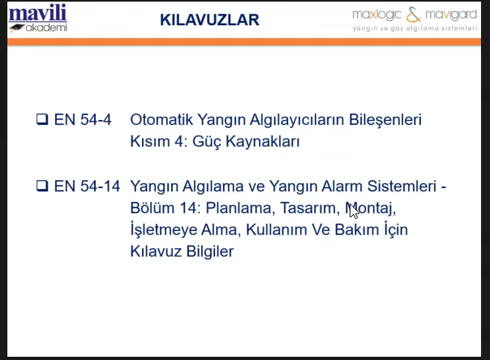 mavili
akademi
KILAVUZLAR
maxlogic & mavigard
yangın ve gaz algılama sistemleri
EN 54-4 Otomatik Yangın Algılayıcıların Bileşenleri
Kısım 4: Güç Kaynakları
EN 54-14 Yangın Algılama ve Yangın Alarm Sistemleri -
Bölüm 14: Planlama, Tasarım, Montaj,
İşletmeye Alma, Kullanım Ve Bakım İçin
Kılavuz Bilgiler